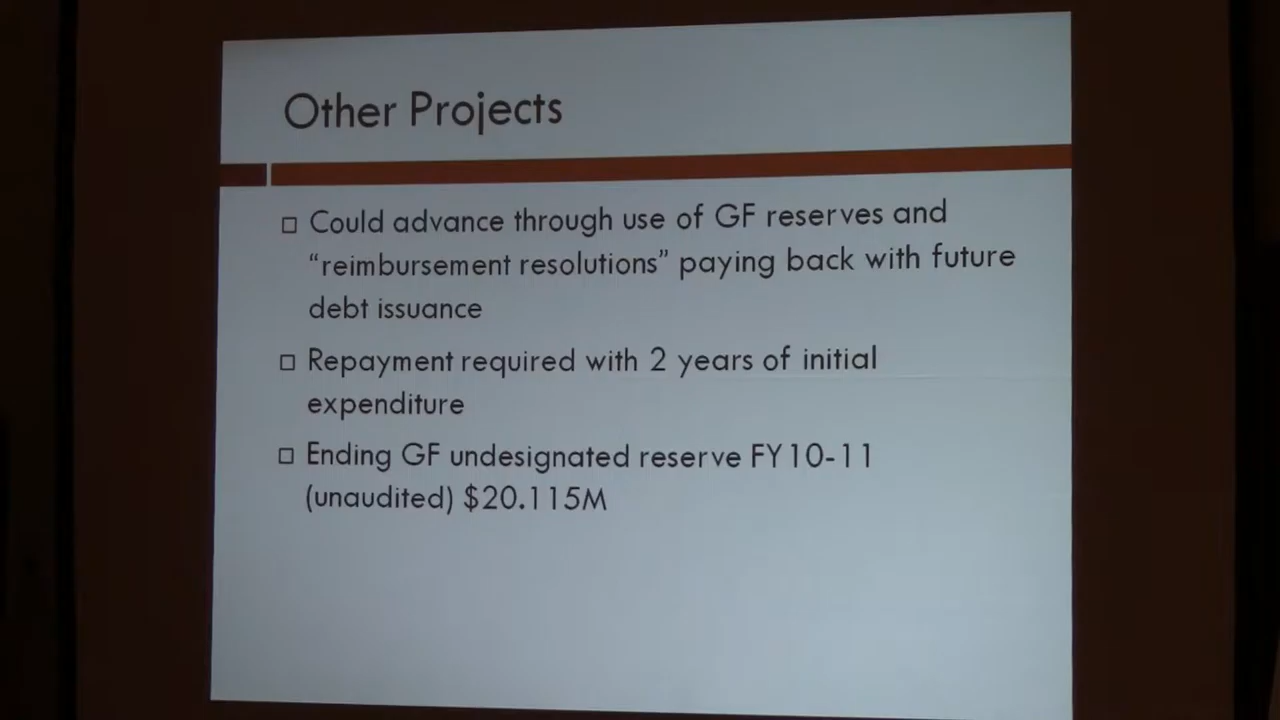 Other Projects
Could advance through use of GF reserves and
“reimbursement resolutions” paying back with future
debt issuance
Repayment required with 2 years of initial
expenditure
Ending GF undesignated reserve FY10-11
(unaudited) $20.115M